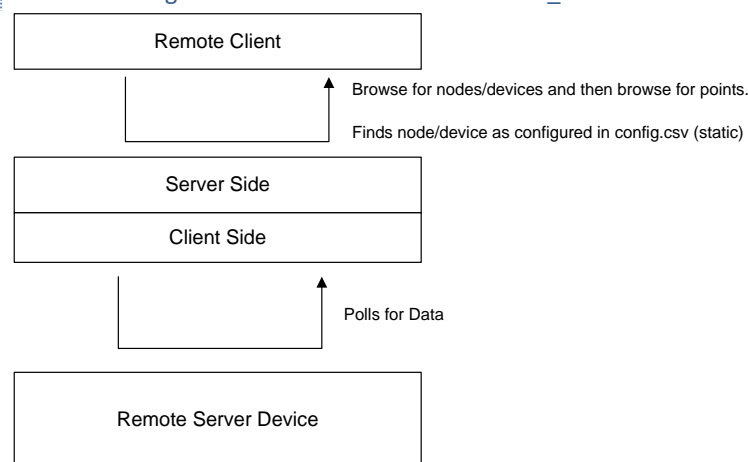 Remote Client
Browse for nodes/devices and then browse for points.
Finds node/device as configured in config.csv (static)
Server Side
Client Side
Polls for Data
Remote Server Device